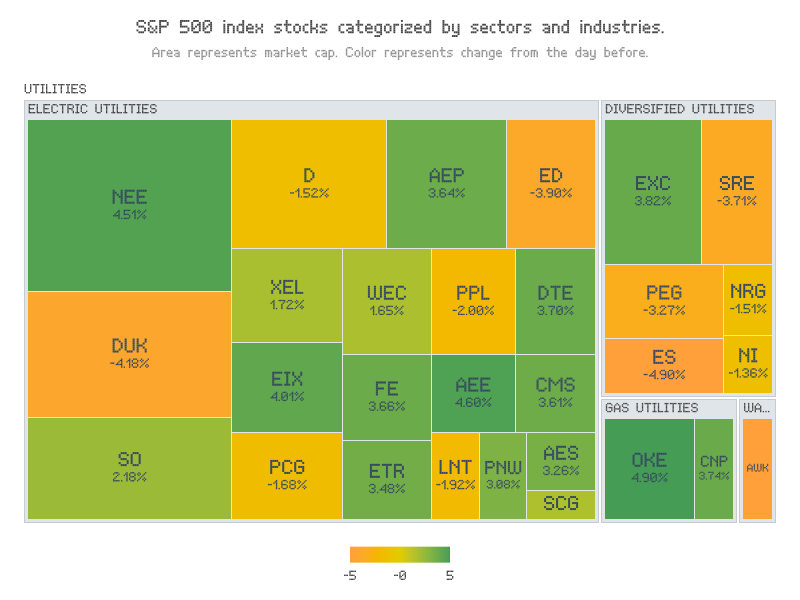 S&P 500 index stocks categorized by sectors and industries.
Area represents market cap. Color represents change from the day before.
UTILITIES
ELECTRIC UTILITIES
NEE
4.51%
DUK
-4.18%
SO
2.18%
D
-1.52%
AEP
3.64%
ED
-3.90%
XEL
1.72%
WEC
1.65%
PPL
-2.00%
DTE
3.70%
EIX
4.01%
FE
3.66%
AEE
4.60%
CMS
3.61%
PCG
-1.68%
ETR
3.48%
LNT
-1.92%
PNW
3.08%
AES
3.26%
SCG
DIVERSIFIED UTILITIES
EXC
3.82%
SRE
-3.71%
PEG
-3.27%
NRG
-1.51%
ES
-4.90%
NI
-1.36%
GAS UTILITIES
OKE
4.90%
CNP
3.74%
WA...
AWK
-5 -0 5